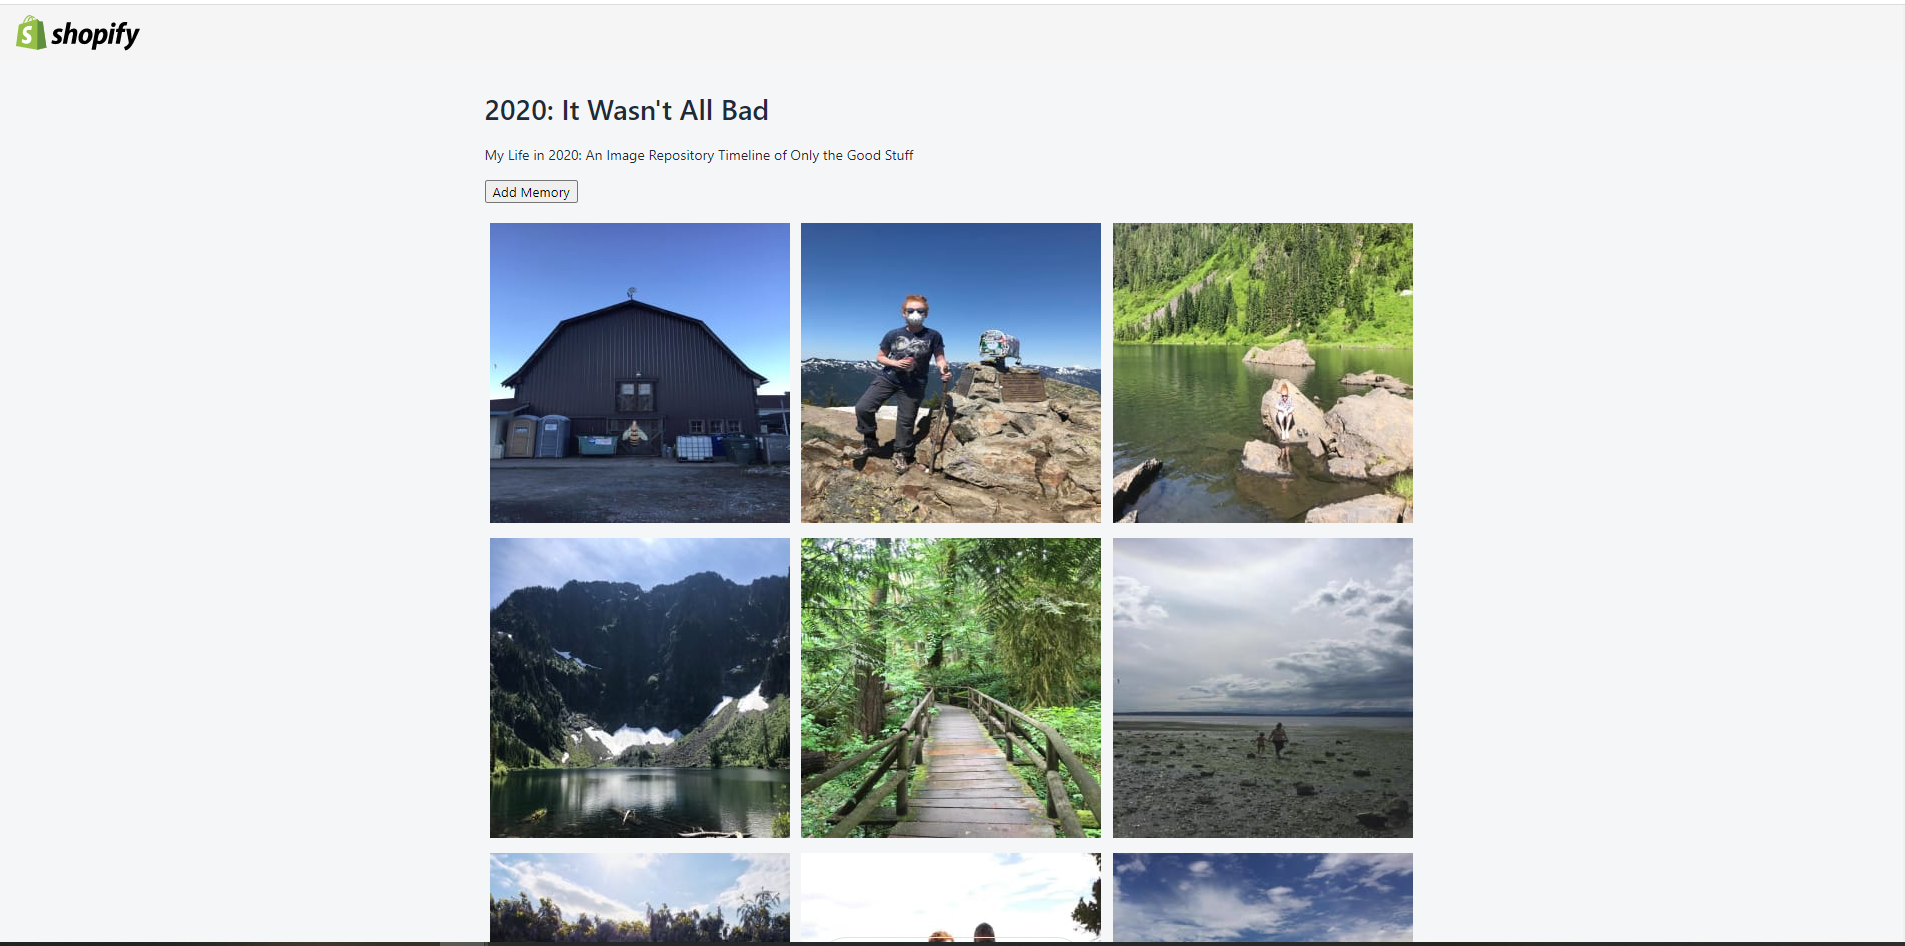 shopify
2020: It Wasn't All Bad
My Life in 2020: An Image Repository Timeline of Only the Good Stuff
Add Memory